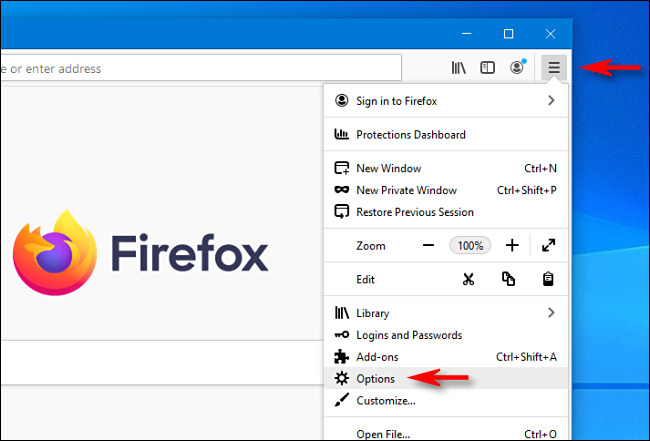 e or enter address
Sign in to Firefox
Protections Dashboard
New Window Ctrl+N
New Private Window Ctrl+Shift+P
Restore Previous Session
Zoom 100%
Firefox
Edit
Library
Logins and Passwords
Add-ons Ctrl+Shift+A
Options
Customize...
Open File... Ctrl+O